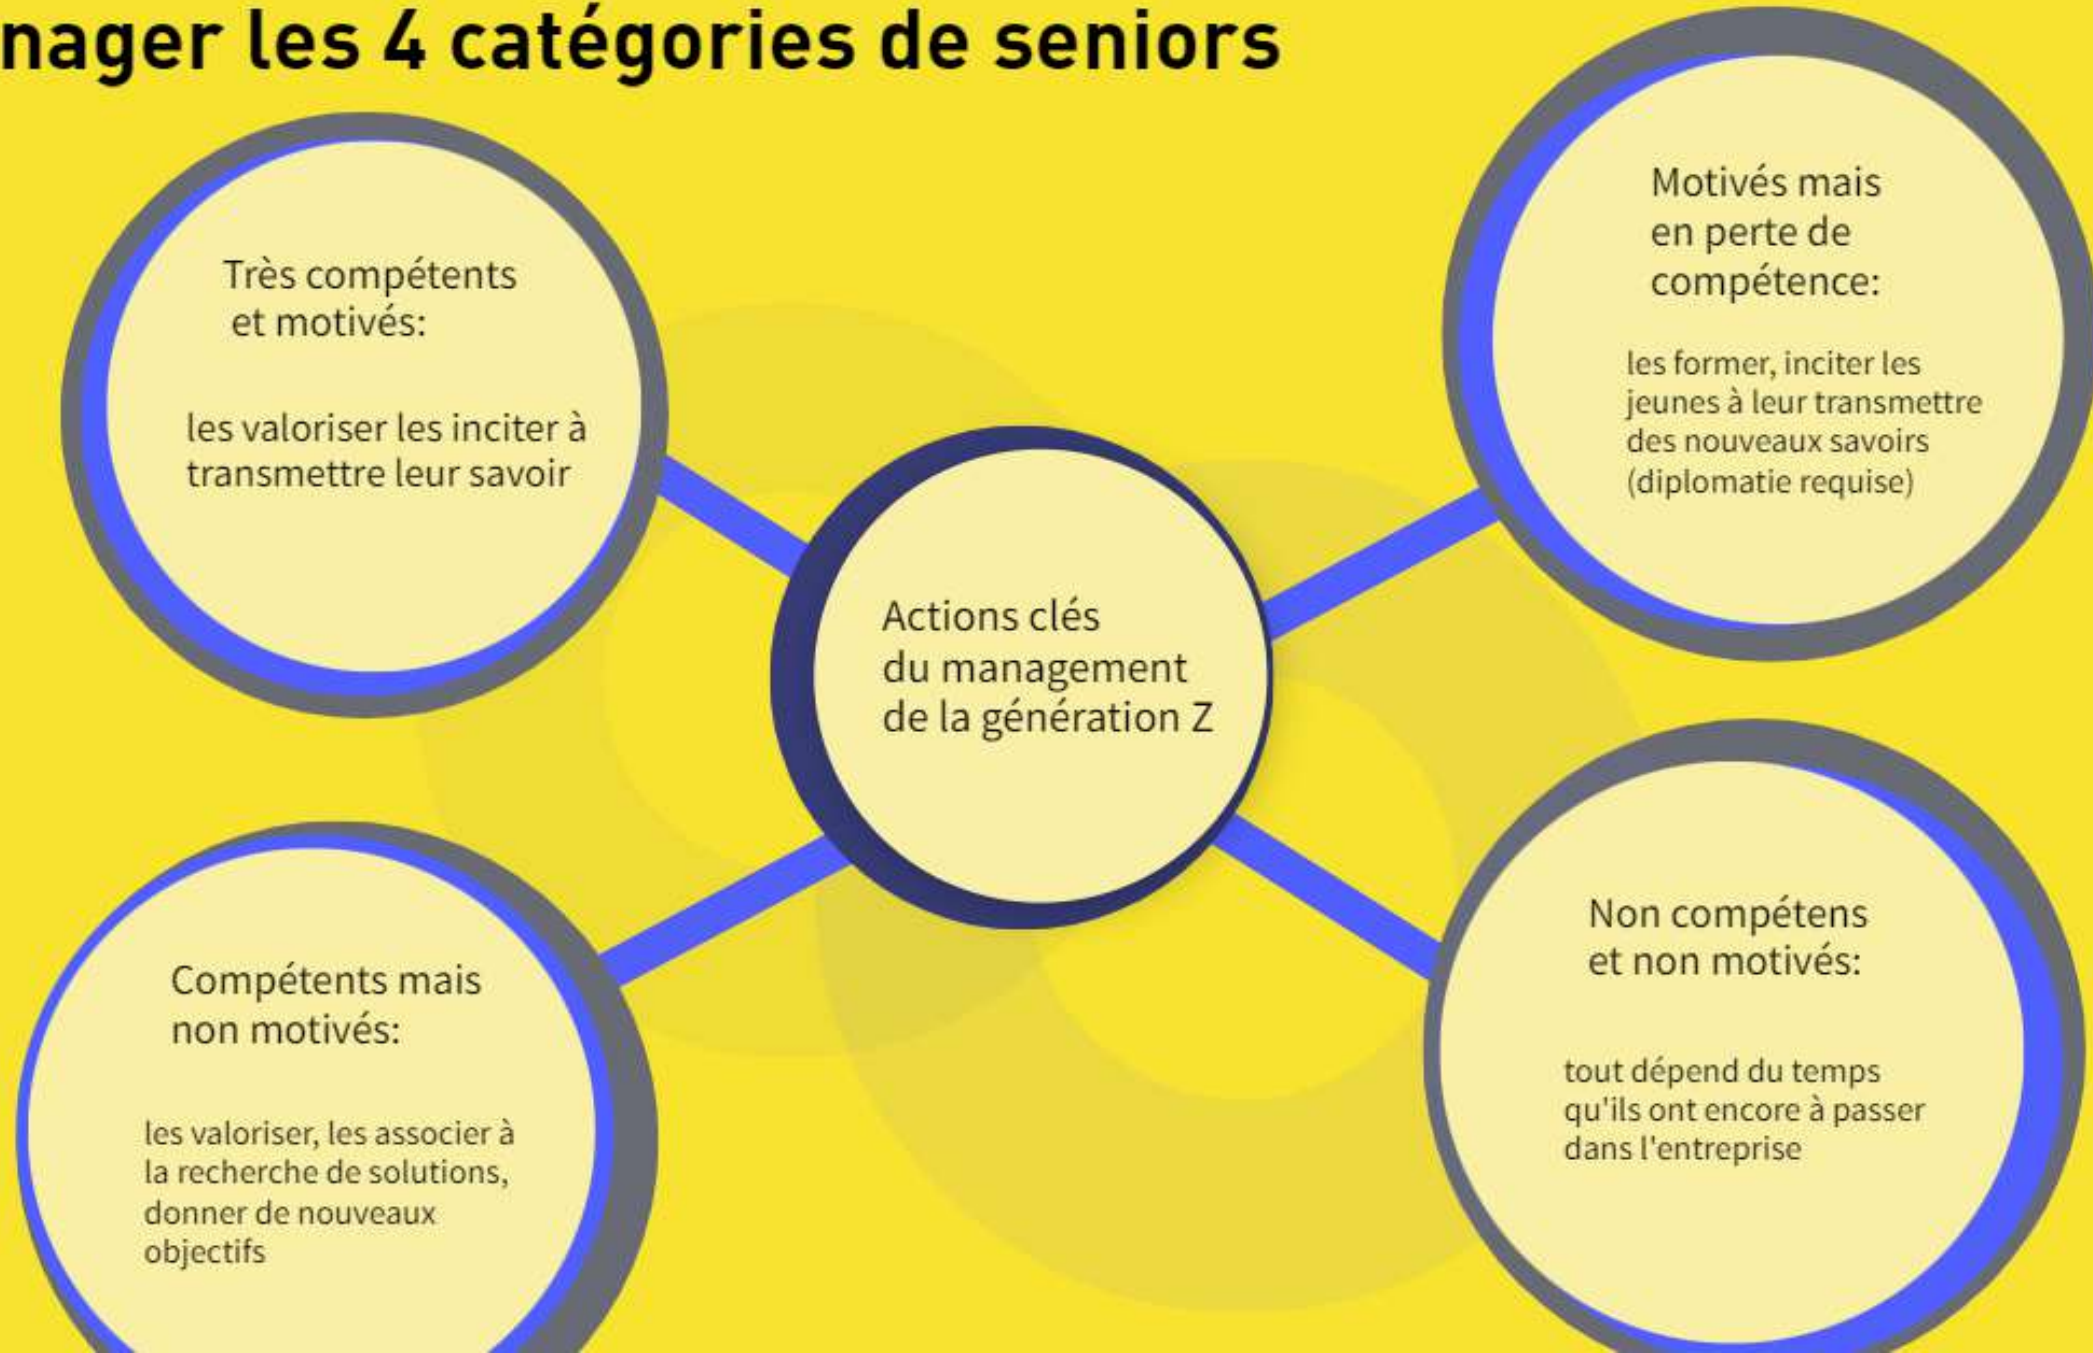 nager les 4 catégories de seniors
Très compétents
et motivés:
les valoriser les inciter à
transmettre leur savoir
Motivés mais
en perte de
compétence:
les former, inciter les
jeunes à leur transmettre
des nouveaux savoirs
(diplomatie requise)
Actions clés
du management
de la génération Z
Compétents mais
non motivés:
les valoriser, les associer à
la recherche de solutions,
donner de nouveaux
objectifs
Non compétens
et non motivés:
tout dépend du temps
qu'ils ont encore à passer
dans l'entreprise